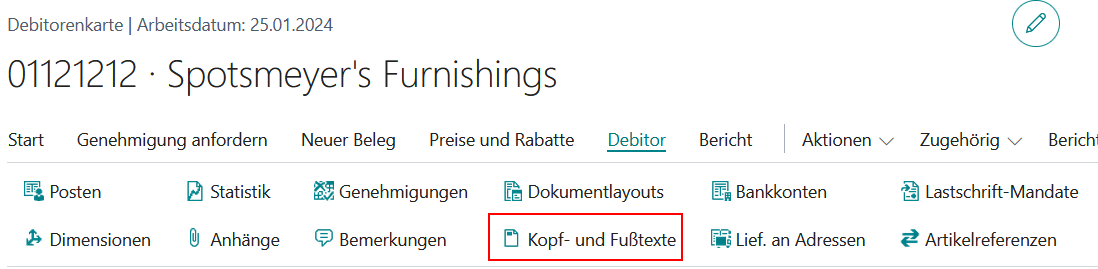 Debitorenkarte | Arbeitsdatum: 25.01.2024
01121212 · Spotsmeyer's Furnishings
Start Genehmigung anfordern Neuer Beleg Preise und Rabatte Debitor Bericht Aktionen Zugehörig Bericht
Posten Statistik Genehmigungen Dokumentlayouts Bankkonten Lastschrift-Mandate
Dimensionen Anhänge Bemerkungen Kopf- und Fußtexte Lief. an Adressen Artikelreferenzen